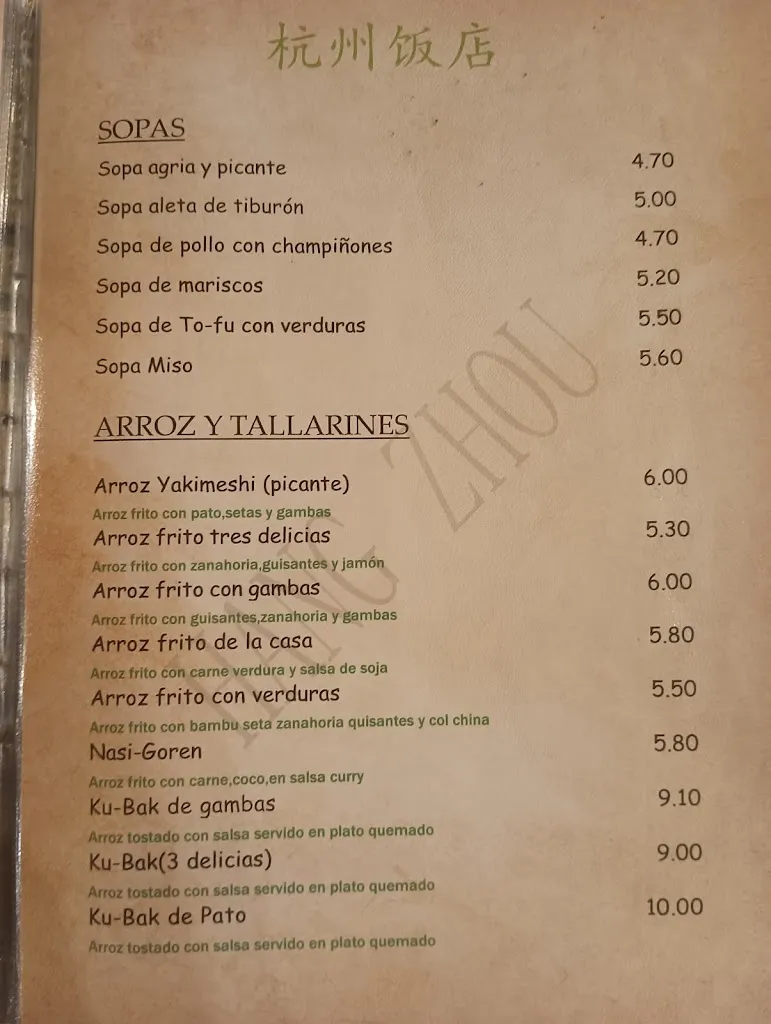 杭州饭店
SOPAS
Sopa agria y picante 4.70
Sopa aleta de tiburón 5.00
Sopa de pollo con champiñones 4.70
Sopa de mariscos 5.20
Sopa de To-fu con verduras 5.50
Sopa Miso 5.60
ARROZ Y TALLARINES
Arroz Yakimeshi (picante) 6.00
Arroz frito con pato,setas y gambas
Arroz frito tres delicias 5.30
Arroz frito con zanahoria,guisantes y jamón
Arroz frito con gambas 6.00
Arroz frito con guisantes,zanahoria y gambas
Arroz frito de la casa 5.80
Arroz frito con carne verdura y salsa de soja
Arroz frito con verduras 5.50
Arroz frito con bambu seta zanahoria quisantes y col china
Nasi-Goren 5.80
Arroz frito con carne,coco,en salsa curry
Ku-Bak de gambas 9.10
Arroz tostado con salsa servido en plato quemado
Ku-Bak(3 delicias) 9.00
Arroz tostado con salsa servido en plato quemado
Ku-Bak de Pato 10.00
Arroz tostado con salsa servido en plato quemado
HANG ZHOU